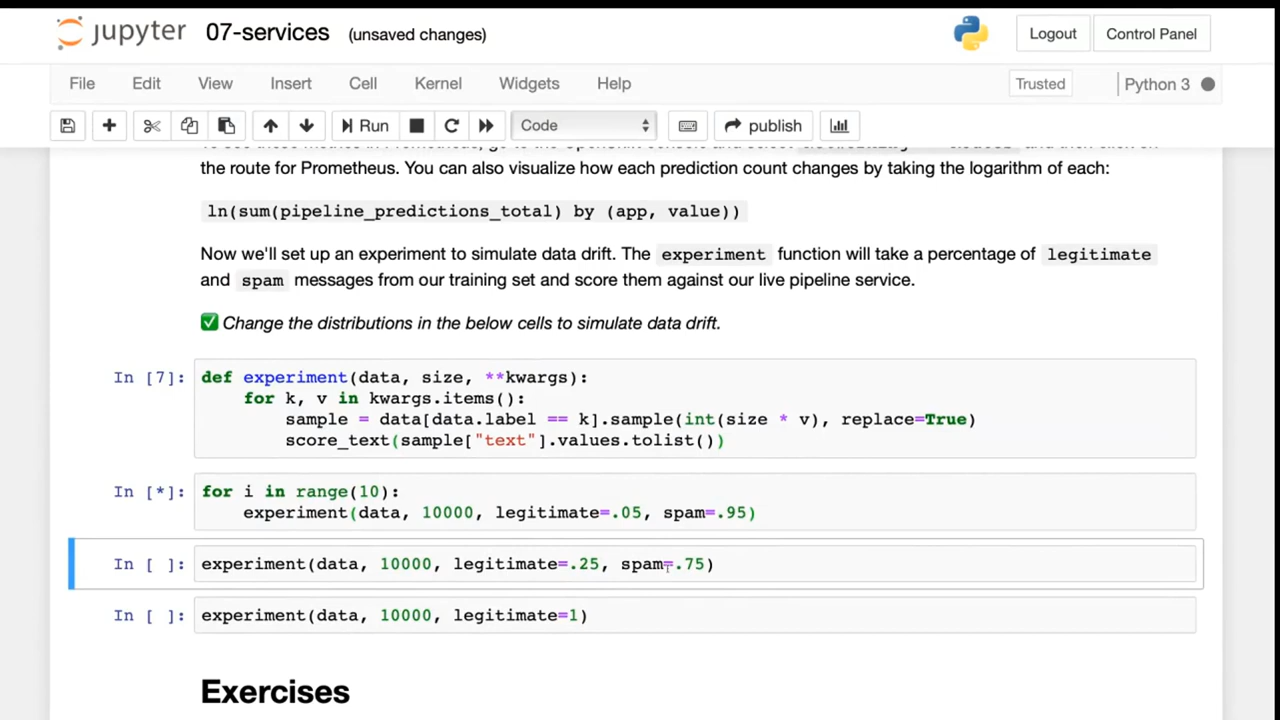 jupyter 07-services (unsaved changes) Logout Control Panel
File Edit View Insert Cell Kernel Widgets Help Trusted Python 3
Run Code publish
the route for Prometheus. You can also visualize how each prediction count changes by taking the logarithm of each:
ln(sum(pipeline_predictions_total) by (app, value))
Now we'll set up an experiment to simulate data drift. The experiment function will take a percentage of legitimate
and spam messages from our training set and score them against our live pipeline service.
✅ Change the distributions in the below cells to simulate data drift.
In [7]: def experiment(data, size, **kwargs):
for k, v in kwargs.items():
sample = data[data.label == k].sample(int(size * v), replace=True)
score_text(sample["text"].values.tolist())
In [*]: for i in range(10):
experiment(data, 10000, legitimate=.05, spam=.95)
In [ ]: experiment(data, 10000, legitimate=.25, spam=.75)
In [ ]: experiment(data, 10000, legitimate=1)
Exercises